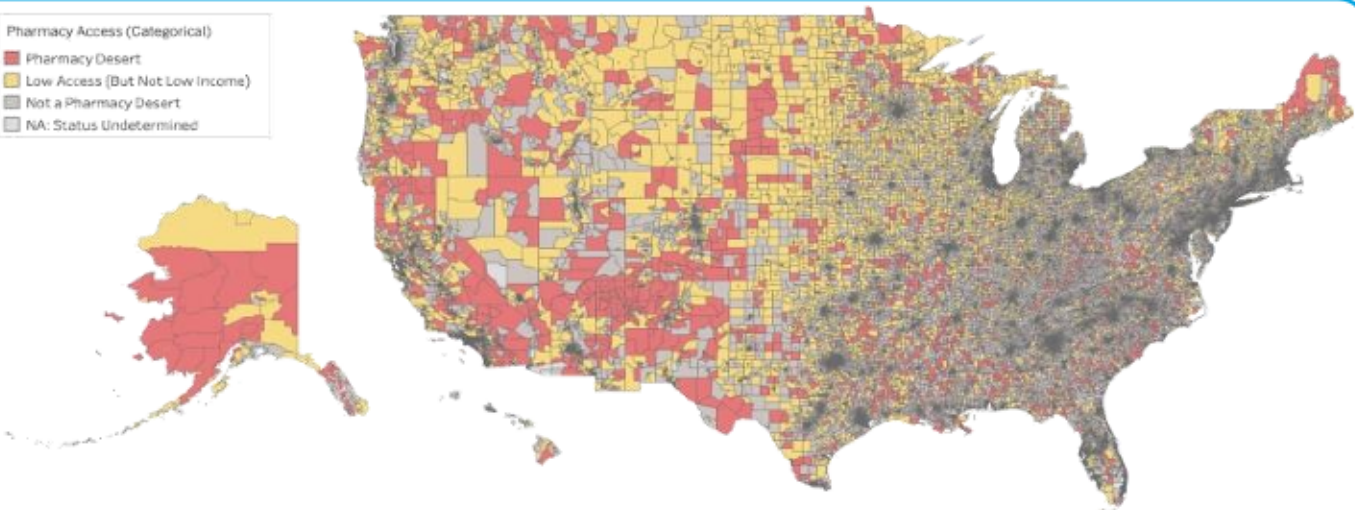 Pharmacy Access (Categorical)
Pharmacy Desert
Low Access (But Not Low Income)
Not a Pharmacy Desert
NA: Status Undetermined